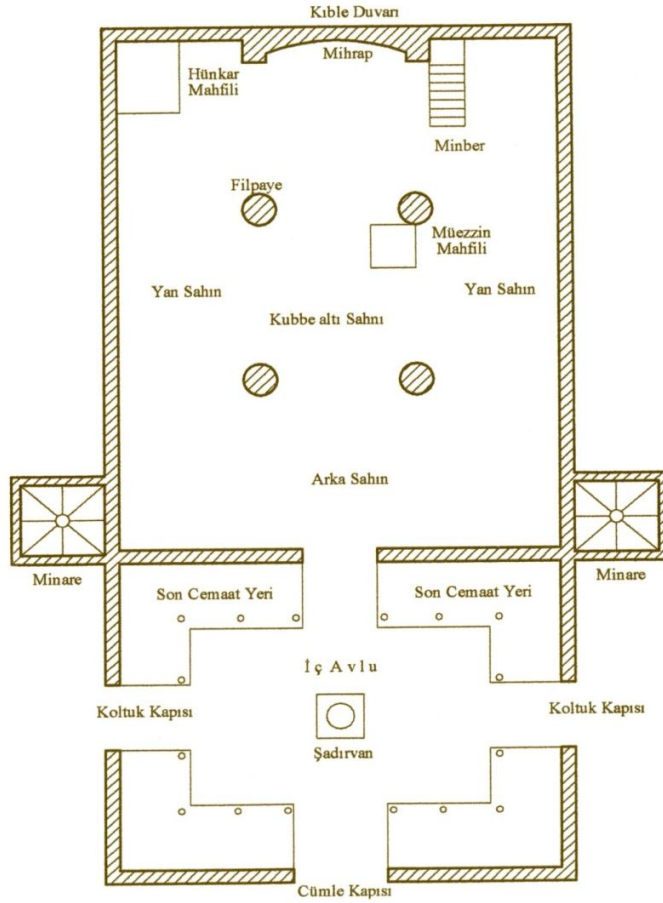 Kıble Duvarı
Mihrap
Hünkar
Mahfili
Minber
Filpaye
Müezzin
Mahfili
Yan Sahın
Yan Sahın
Kubbe altı Sahnı
Arka Sahın
Minare
Minare
Son Cemaat Yeri
Son Cemaat Yeri
İç Avlu
Koltuk Kapısı
Koltuk Kapısı
Şadırvan
Cümle Kapısı